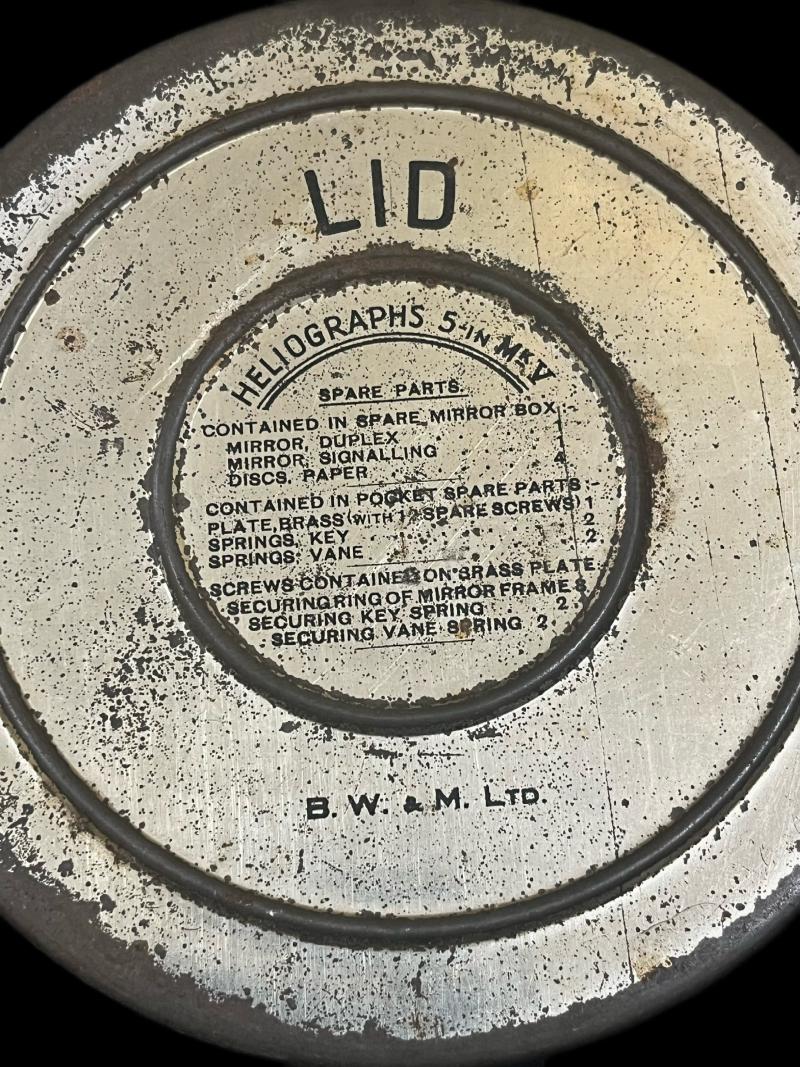 LID
HELIOGRAPHS 5-IN MK V
SPARE PARTS.
CONTAINED IN SPARE MIRROR BOX:-
MIRROR, DUPLEX
MIRROR, SIGNALLING
DISCS, PAPER
CONTAINED IN POCKET SPARE PARTS:-
PLATE, BRASS (WITH 12 SPARE SCREWS) 1
SPRINGS, KEY 2
SPRINGS, VANE 2
SCREWS CONTAINED ON BRASS PLATE
SECURING RING OF MIRROR FRAME 8
SECURING KEY SPRING 2
SECURING VANE SPRING 2
B. W. & M. LTD.